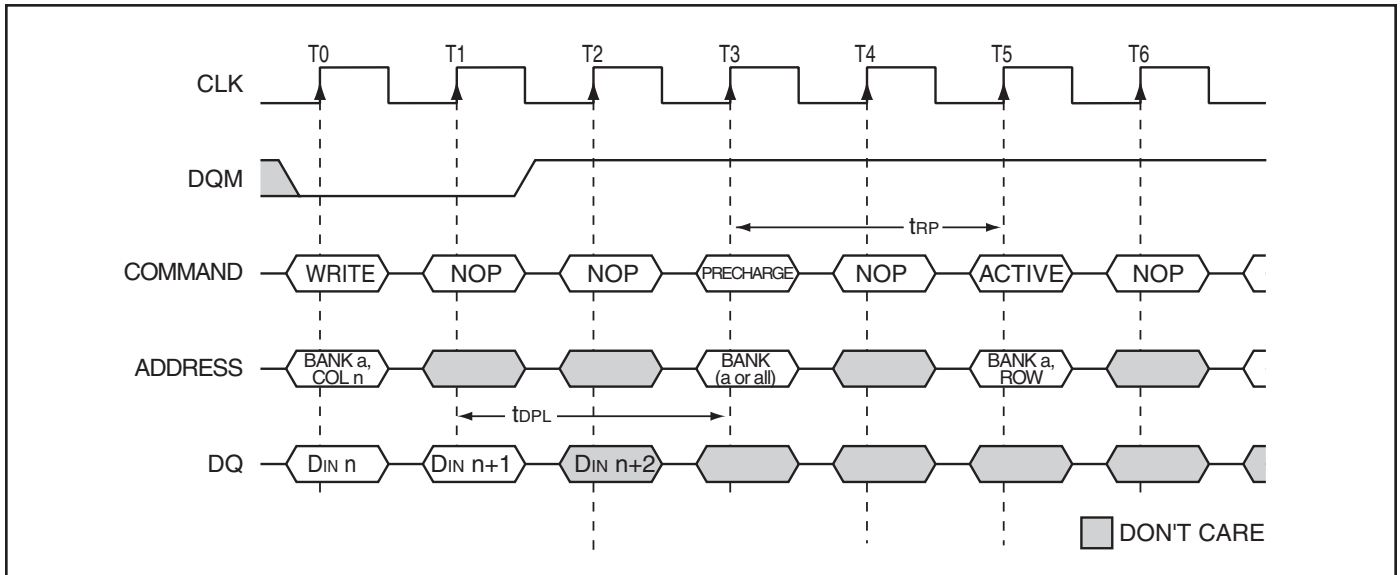 T0 T1 T2 T3 T4 T5 T6
CLK
DQM
tRP
COMMAND WRITE NOP NOP PRECHARGE NOP ACTIVE NOP
BANK a, BANK BANK a,
ADDRESS
COL n (a or all) ROW
tDPL
DQ DIN n DIN n+1 DIN n+2
DON'T CARE